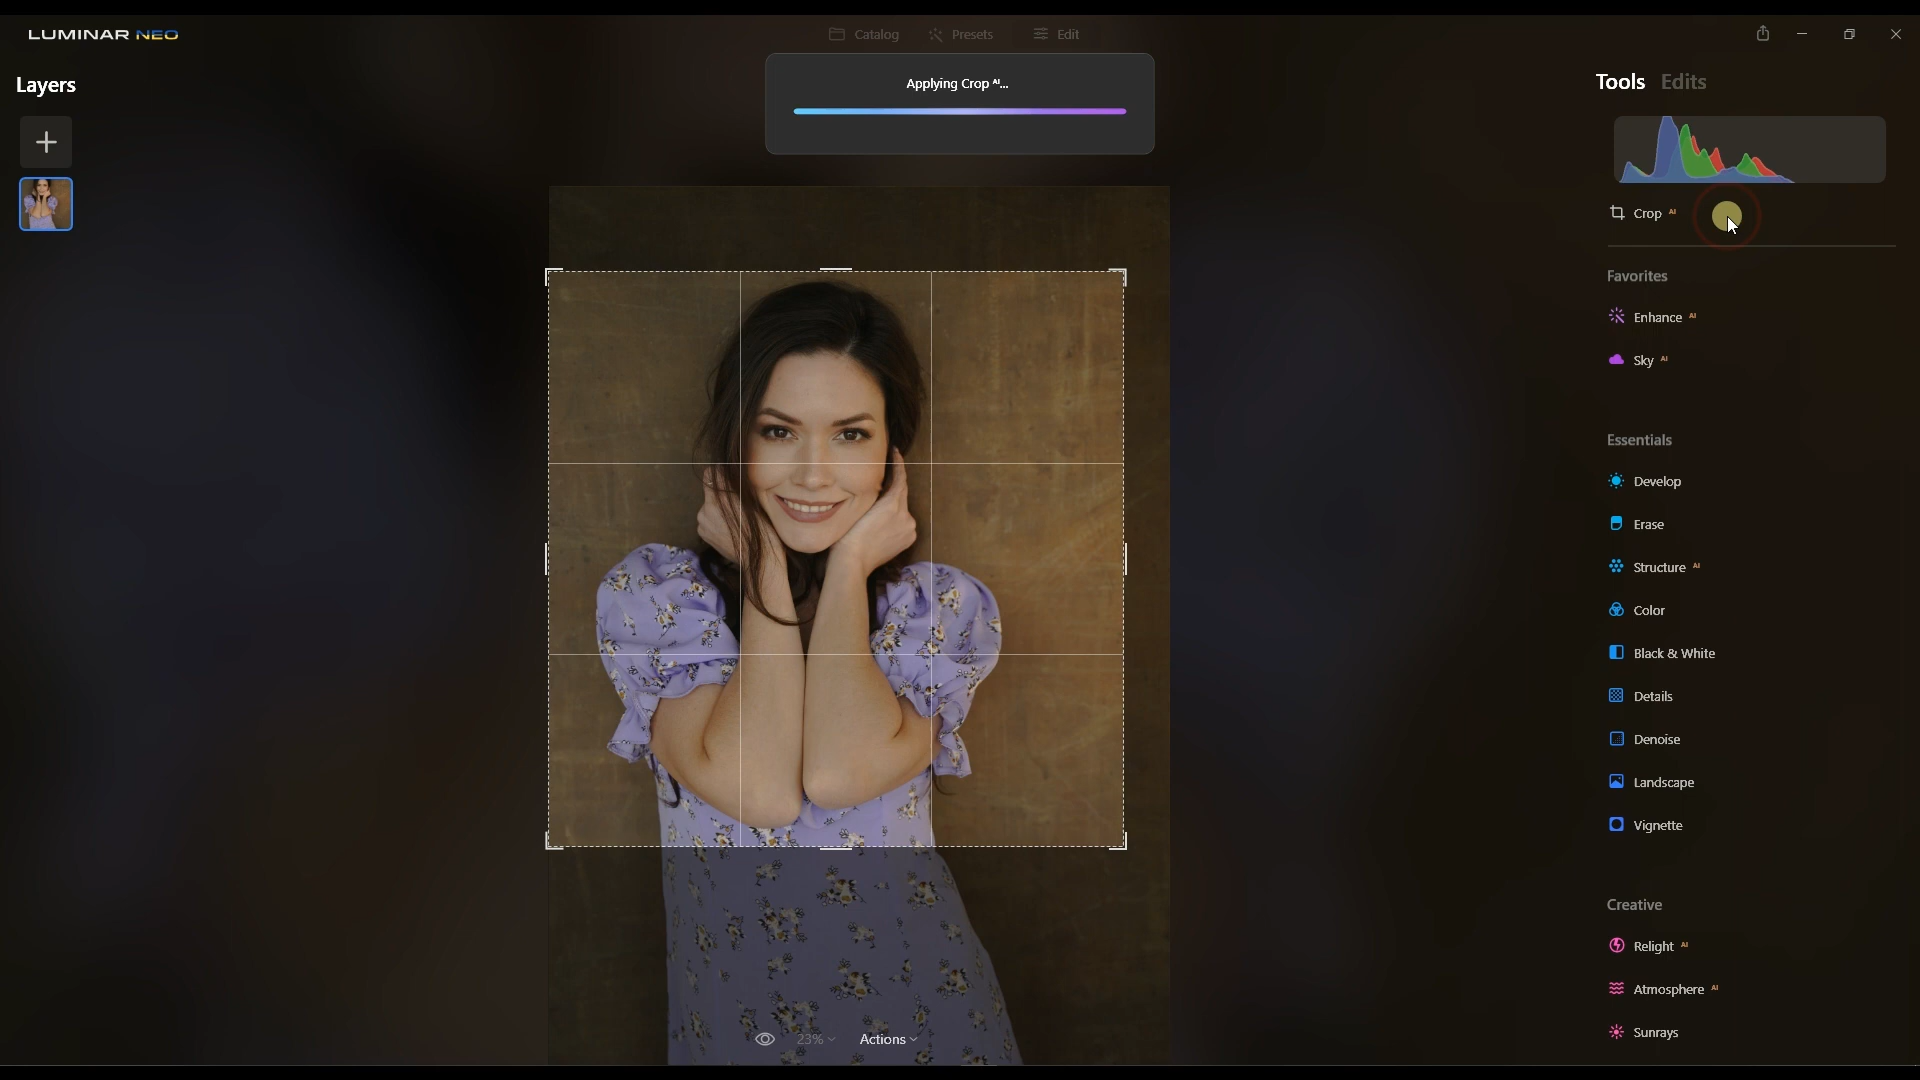 LUMINAR NEO
Catalog
Presets
Edit
Layers
Applying Crop AI...
Tools Edits
Crop AI
Favorites
Enhance AI
Sky AI
Essentials
Develop
Erase
Structure AI
Color
Black & White
Details
Denoise
Landscape
Vignette
Creative
Relight AI
Atmosphere AI
Sunrays
23%
Actions